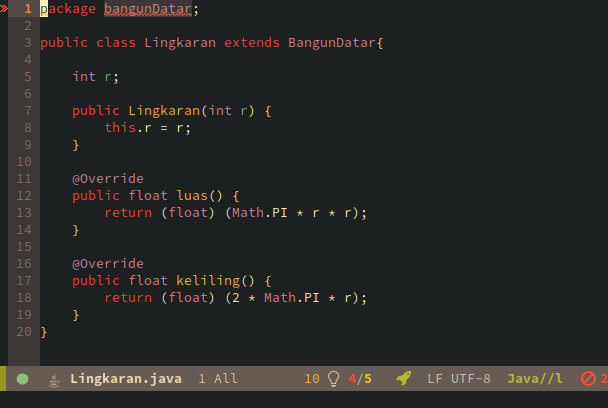 1 package bangunDatar;
2
3 public class Lingkaran extends BangunDatar{
4
5     int r;
6
7     public Lingkaran(int r) {
8         this.r = r;
9     }
10
11     @Override
12     public float luas() {
13         return (float) (Math.PI * r * r);
14     }
15
16     @Override
17     public float keliling() {
18         return (float) (2 * Math.PI * r);
19     }
20 }
Lingkaran.java 1 All 10 4/5 LF UTF-8 Java//l 2